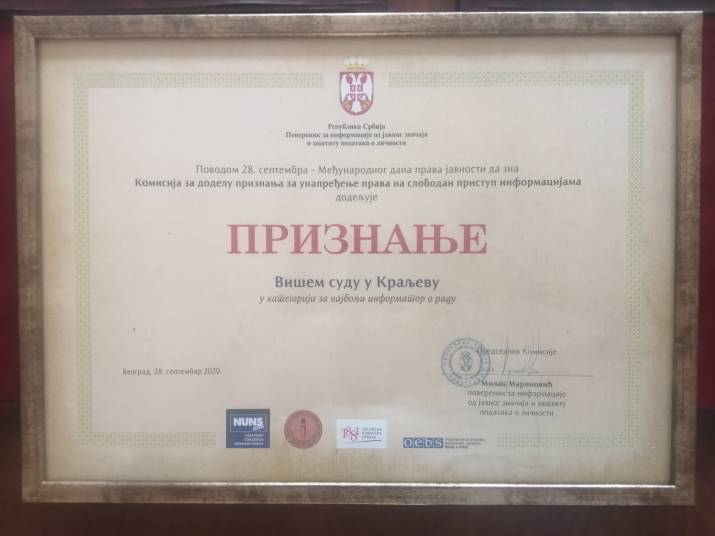 Република Србија
Повереник за информације од јавног значаја
и заштиту података о личности
Поводом 28. септембра - Међународног дана права јавности да зна
Комисија за доделу признања за унапређење права на слободан приступ информацијама
додељује
ПРИЗНАЊЕ
Вишем суду у Краљеву
у категорији за најбољи информатор о раду
Председник Комисије
Београд, 28. септембар 2020.
Милан Мариновић
повереник за информације
од јавног значаја и заштиту
података о личности
NUNS
1881
oebs